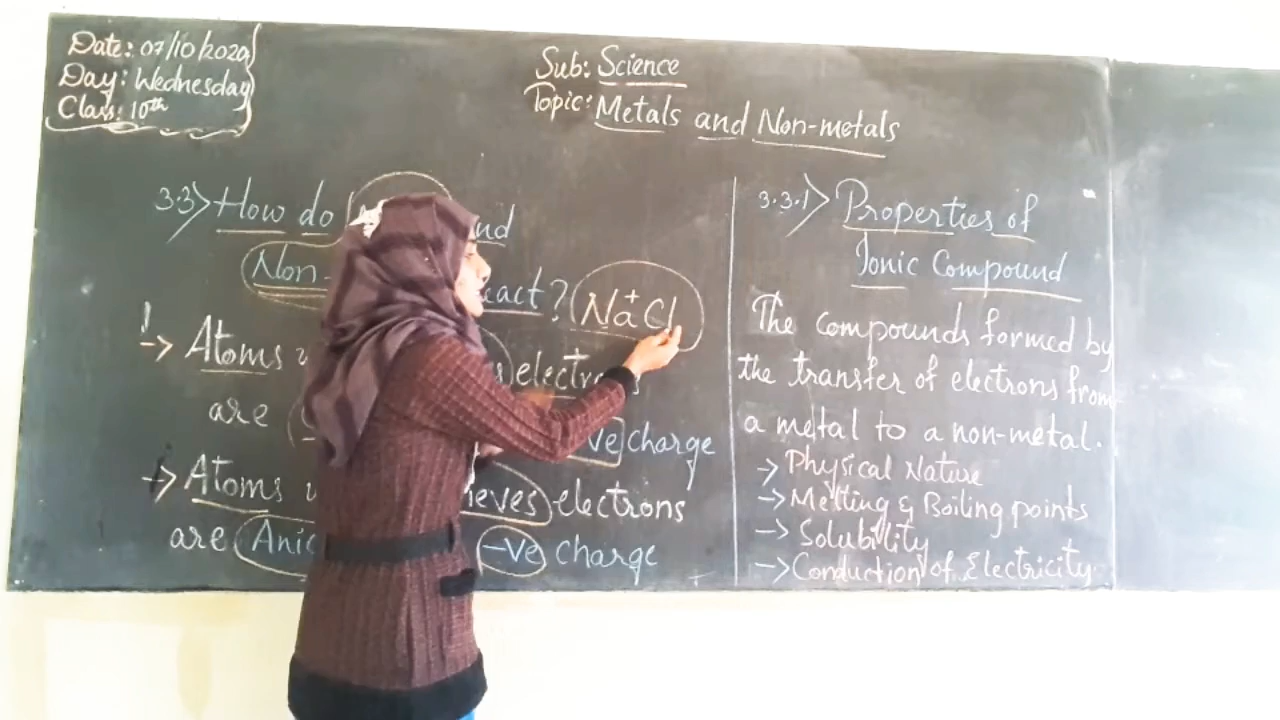 Date: 07/10/2020
Day: Wednesday
Class: 10th
Sub: Science
Topic: Metals and Non-metals
3.3> How do
Non-
? Na+Cl
-> Atoms electrons
are ve charge
-> Atoms ieves electrons
are Anio -ve charge
3.3.1> Properties of
Ionic Compound
The compounds formed by
the transfer of electrons from
a metal to a non-metal.
-> Physical Nature
-> Melting & Boiling points
-> Solubility
-> Conduction of Electricity